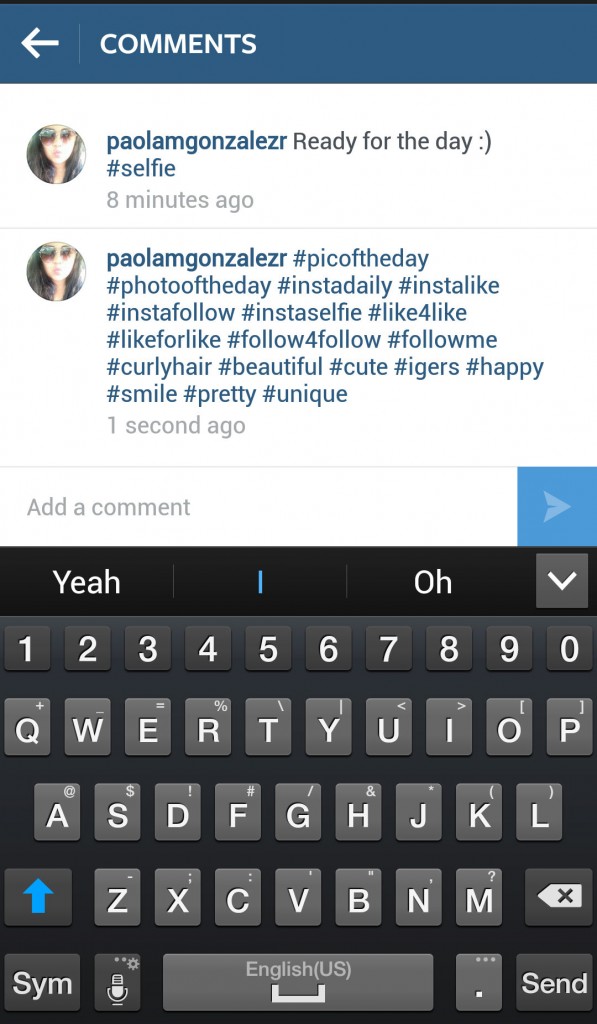 COMMENTS
paolamgonzalezr Ready for the day :)
#selfie
8 minutes ago
paolamgonzalezr #picoftheday
#photooftheday #instadaily #instalike
#instafollow #instaselfie #like4like
#likeforlike #follow4follow #followme
#curlyhair #beautiful #cute #igers #happy
#smile #pretty #unique
1 second ago
Add a comment
Yeah I Oh
1 2 3 4 5 6 7 8 9 0
+ _ = % \ | < > [ ]
Q W E R T Y U I O P
@ $ ! # / & * ( )
A S D F G H J K L
- ; : ' " , ?
Z X C V B N M
Sym English(US) . Send